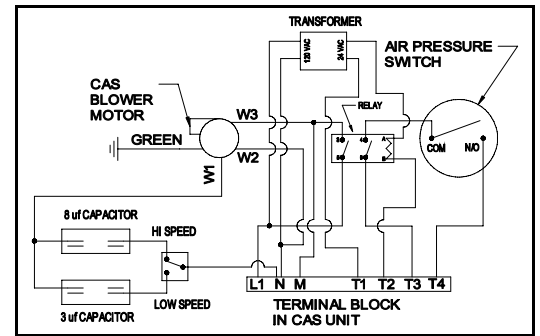 TRANSFORMER
120 VAC
24 VAC
AIR PRESSURE
SWITCH
CAS
BLOWER
MOTOR
RELAY
W3
GREEN
W2
W1
COM
N/O
A
B
8 uf CAPACITOR
HI SPEED
LOW SPEED
3 uf CAPACITOR
L1 N M T1 T2 T3 T4
TERMINAL BLOCK
IN CAS UNIT